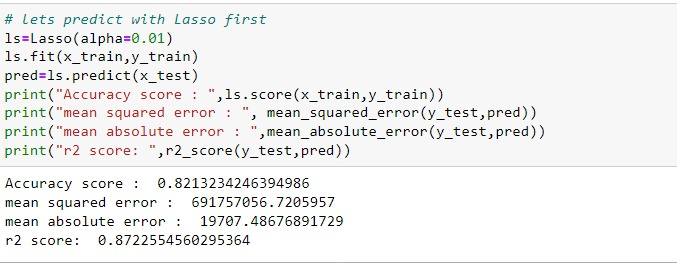 # lets predict with Lasso first
ls=Lasso(alpha=0.01)
ls.fit(x_train,y_train)
pred=ls.predict(x_test)
print("Accuracy score : ",ls.score(x_train,y_train))
print("mean squared error : ", mean_squared_error(y_test,pred))
print("mean absolute error : ",mean_absolute_error(y_test,pred))
print("r2 score: ",r2_score(y_test,pred))
Accuracy score :  0.8213234246394986
mean squared error :  691757056.7205957
mean absolute error :  19707.48676891729
r2 score:  0.8722554560295364